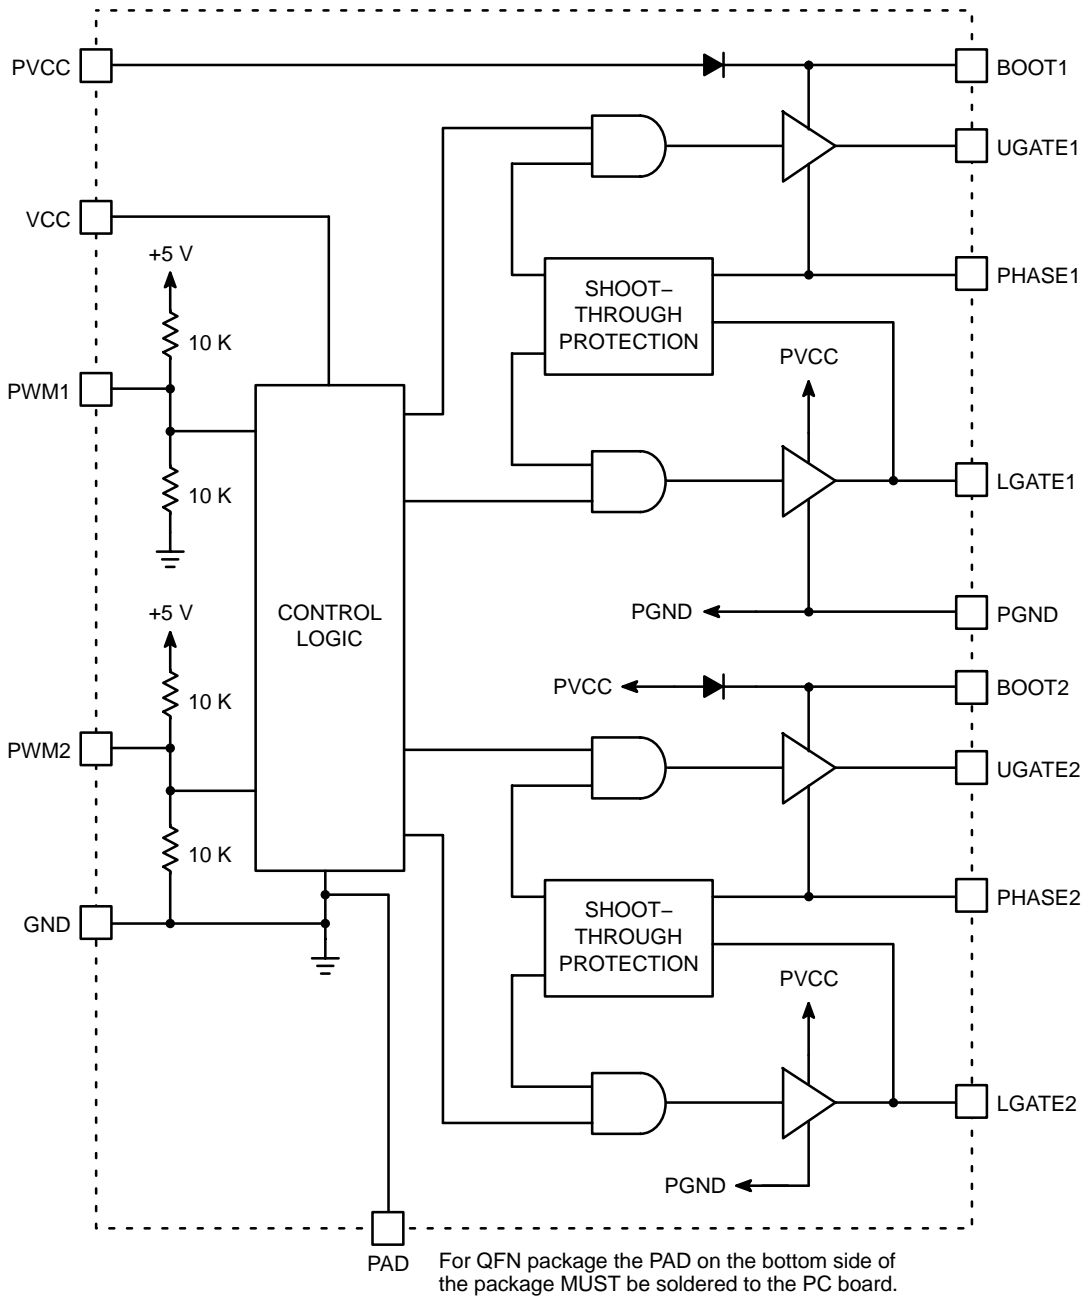 PVCC
BOOT1
UGATE1
VCC
+5 V
PHASE1
SHOOT–
THROUGH
PROTECTION
10 K
PVCC
PWM1
10 K
LGATE1
+5 V
CONTROL
LOGIC
PGND
PGND
10 K
PVCC
BOOT2
PWM2
UGATE2
10 K
PHASE2
GND
SHOOT–
THROUGH
PROTECTION
PVCC
LGATE2
PGND
PAD
For QFN package the PAD on the bottom side of
the package MUST be soldered to the PC board.